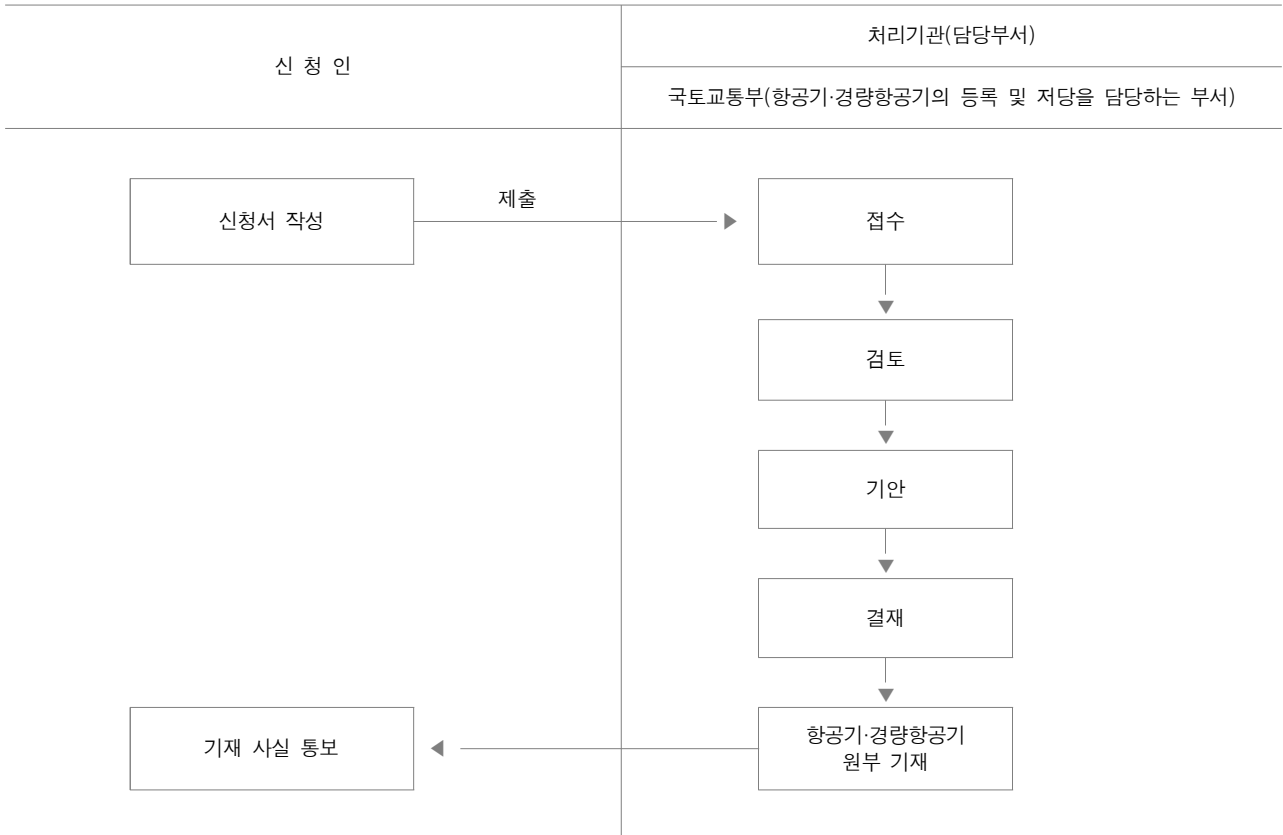 신 청 인
처리기관(담당부서)
국토교통부(항공기·경량항공기의 등록 및 저당을 담당하는 부서)
신청서 작성
제출
접수
검토
기안
결재
기재 사실 통보
항공기·경량항공기
원부 기재